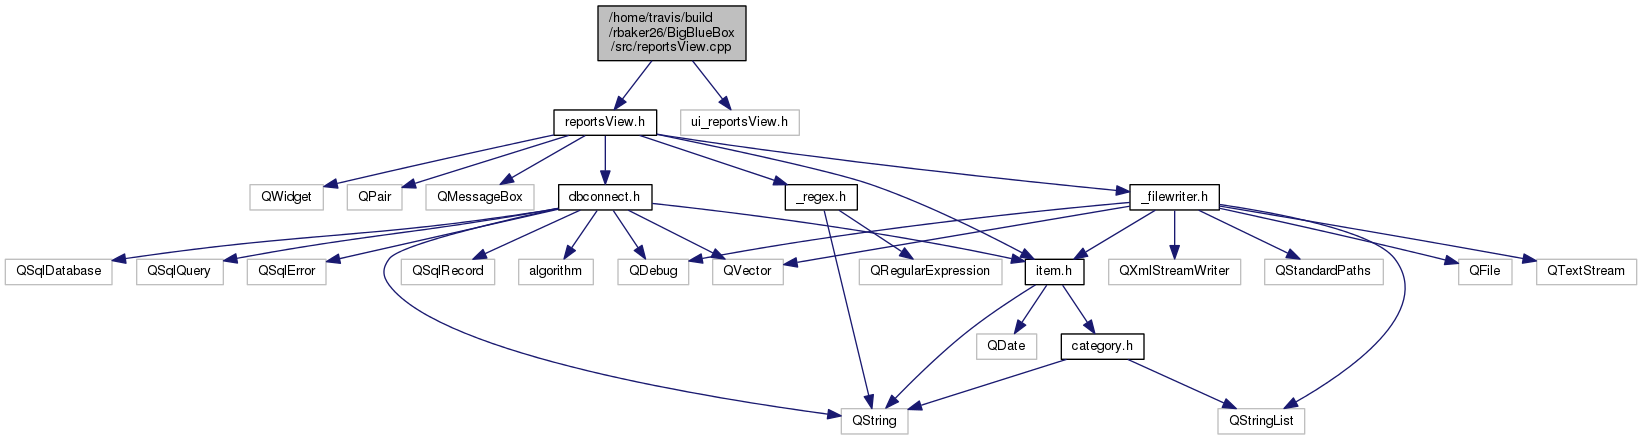 /home/travis/build
/rbaker26/BigBlueBox
/src/reportsView.cpp
reportsView.h
ui_reportsView.h
QWidget
QPair
QMessageBox
dbconnect.h
_regex.h
_filewriter.h
QSqlDatabase
QSqlQuery
QSqlError
QSqlRecord
algorithm
QDebug
QVector
QRegularExpression
item.h
QXmlStreamWriter
QStandardPaths
QFile
QTextStream
QDate
category.h
QString
QStringList